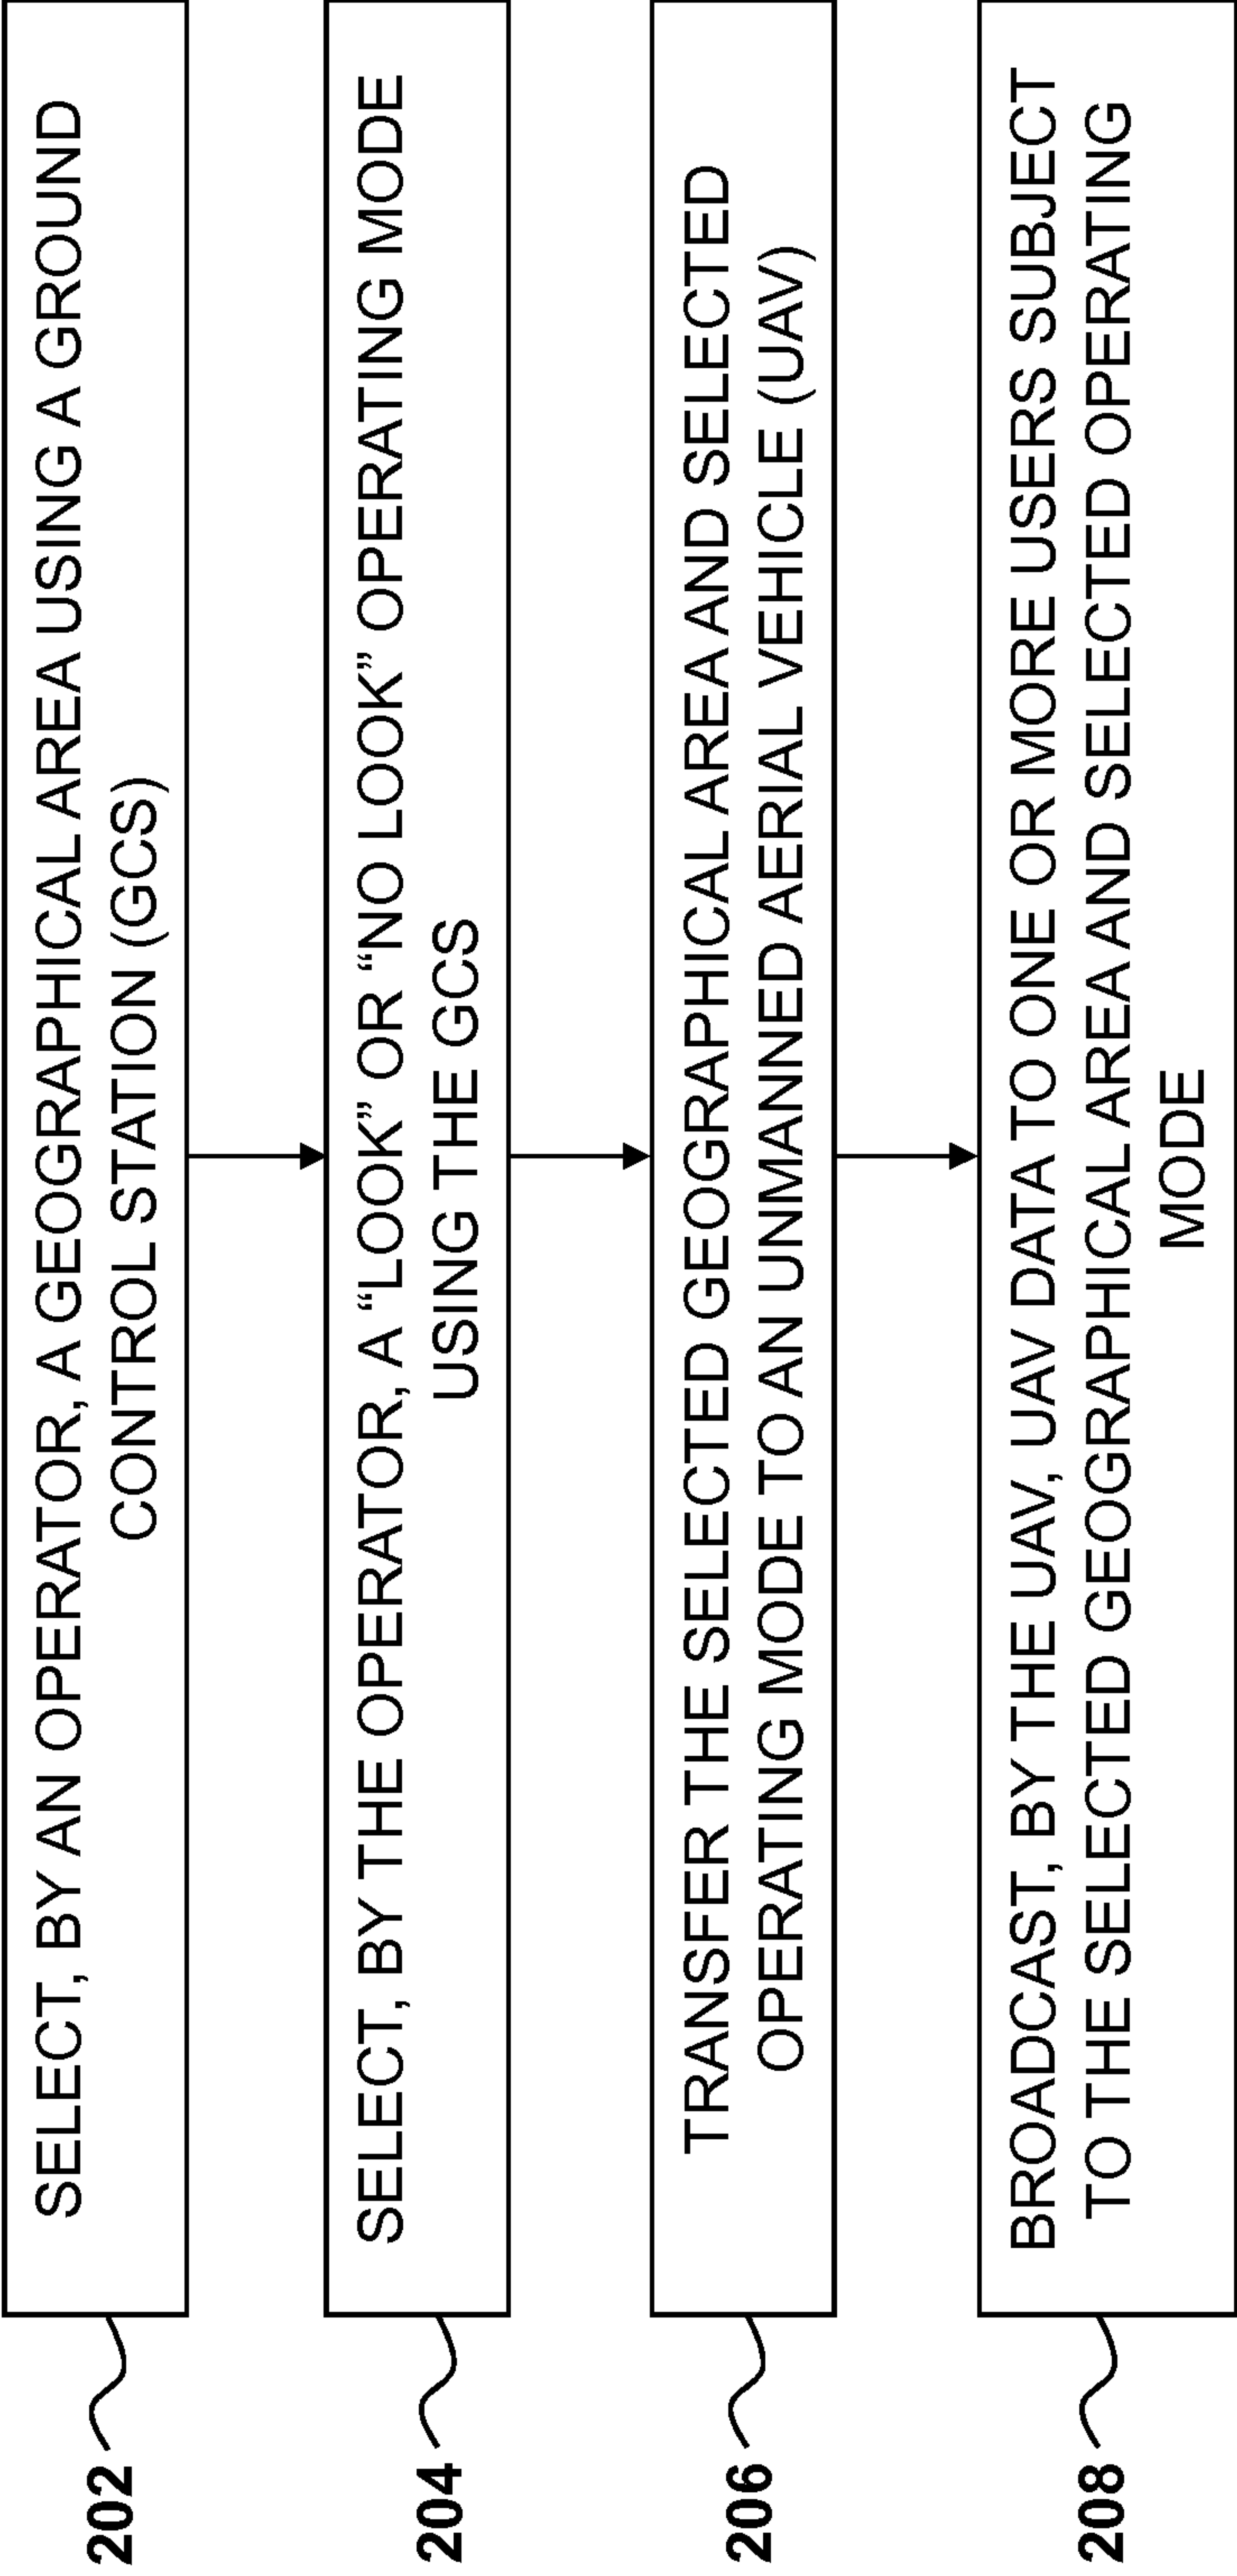 202
SELECT, BY AN OPERATOR, A GEOGRAPHICAL AREA USING A GROUND
CONTROL STATION (GCS)
204
SELECT, BY THE OPERATOR, A “LOOK” OR “NO LOOK” OPERATING MODE
USING THE GCS
206
TRANSFER THE SELECTED GEOGRAPHICAL AREA AND SELECTED
OPERATING MODE TO AN UNMANNED AERIAL VEHICLE (UAV)
208
BROADCAST, BY THE UAV, UAV DATA TO ONE OR MORE USERS SUBJECT
TO THE SELECTED GEOGRAPHICAL AREA AND SELECTED OPERATING
MODE